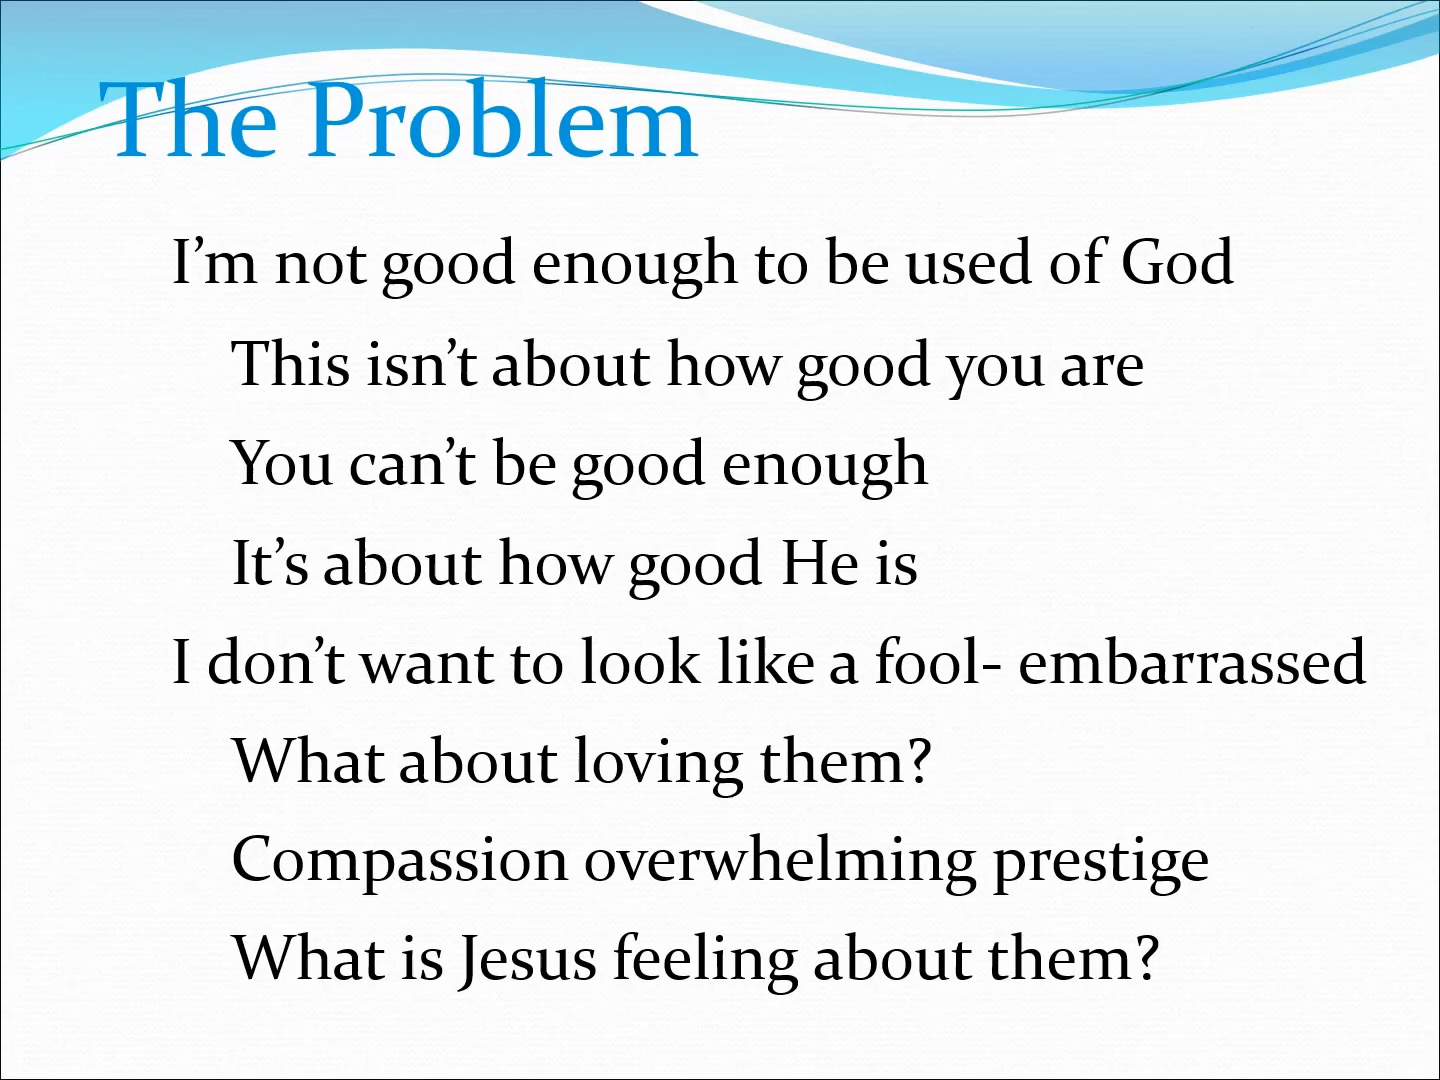 The Problem
I’m not good enough to be used of God
This isn’t about how good you are
You can’t be good enough
It’s about how good He is
I don’t want to look like a fool- embarrassed
What about loving them?
Compassion overwhelming prestige
What is Jesus feeling about them?